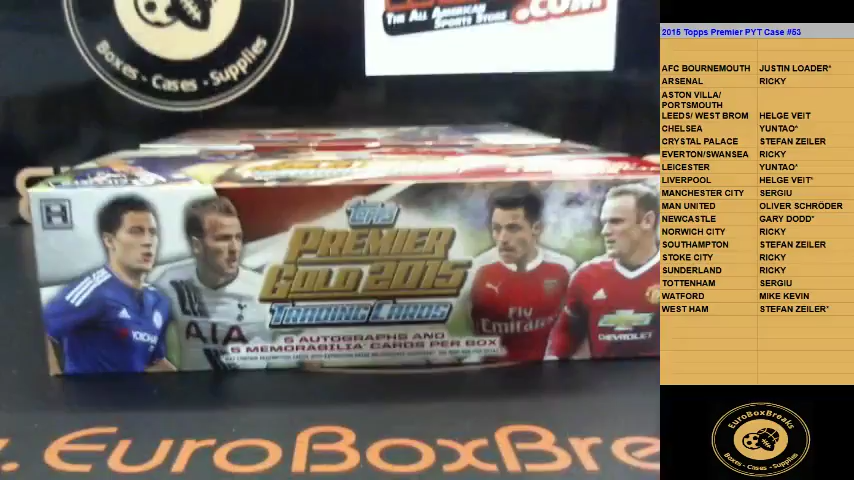 THE ALL AMERICAN
SPORTS STORE
.COM
Boxes - Cases - Supplies
H
topps
PREMIER
GOLD 2015
TRADING CARDS
5 AUTOGRAPHS AND
5 MEMORABILIA* CARDS PER BOX
AIA
YOKOHAMA
Fly
Emirates
CHEVROLET
.EUROBOXBRE
2015 Topps Premier PYT Case #53
AFC BOURNEMOUTH JUSTIN LOADER*
ARSENAL RICKY
ASTON VILLA/
PORTSMOUTH
LEEDS/ WEST BROM HELGE VEIT
CHELSEA YUNTAO*
CRYSTAL PALACE STEFAN ZEILER
EVERTON/SWANSEA RICKY
LEICESTER YUNTAO*
LIVERPOOL HELGE VEIT*
MANCHESTER CITY SERGIU
MAN UNITED OLIVER SCHRÖDER
NEWCASTLE GARY DODD*
NORWICH CITY RICKY
SOUTHAMPTON STEFAN ZEILER
STOKE CITY RICKY
SUNDERLAND RICKY
TOTTENHAM SERGIU
WATFORD MIKE KEVIN
WEST HAM STEFAN ZEILER*
EuroBoxBreaks
Boxes - Cases - Supplies